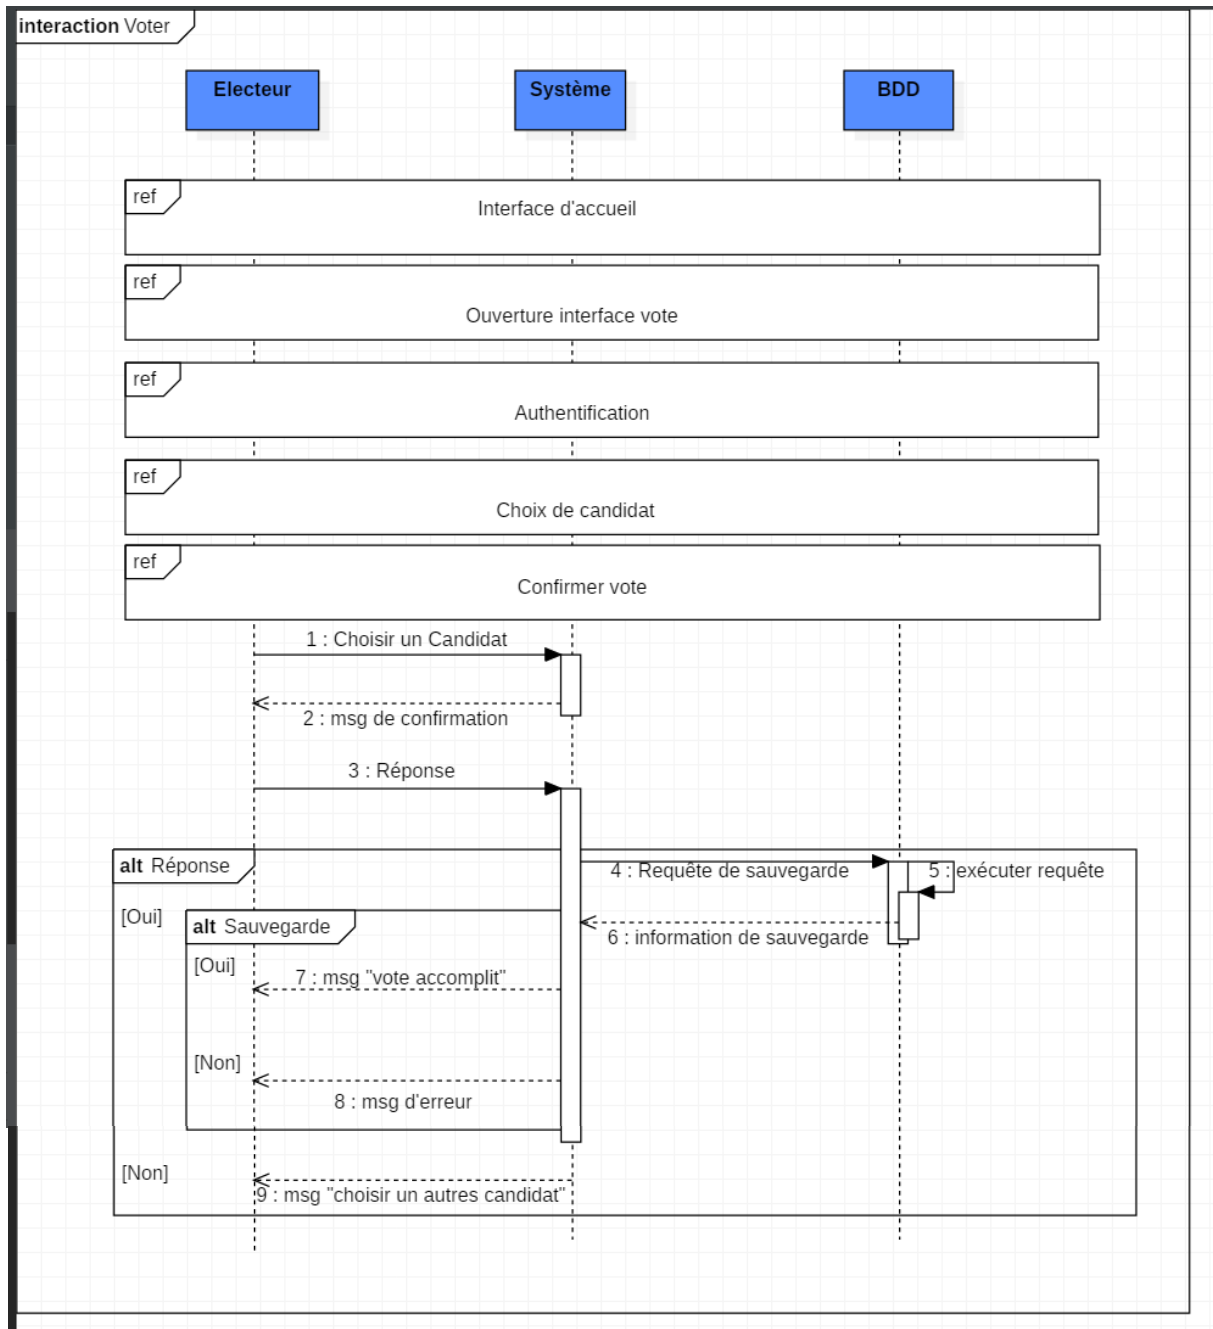 interaction Voter
Electeur
Système
BDD
ref
Interface d'accueil
ref
Ouverture interface vote
ref
Authentification
ref
Choix de candidat
ref
Confirmer vote
1 : Choisir un Candidat
2 : msg de confirmation
3 : Réponse
alt Réponse
4 : Requête de sauvegarde
5 : exécuter requête
[Oui]
alt Sauvegarde
6 : information de sauvegarde
[Oui]
7 : msg "vote accomplit"
[Non]
8 : msg d'erreur
[Non]
9 : msg "choisir un autres candidat"